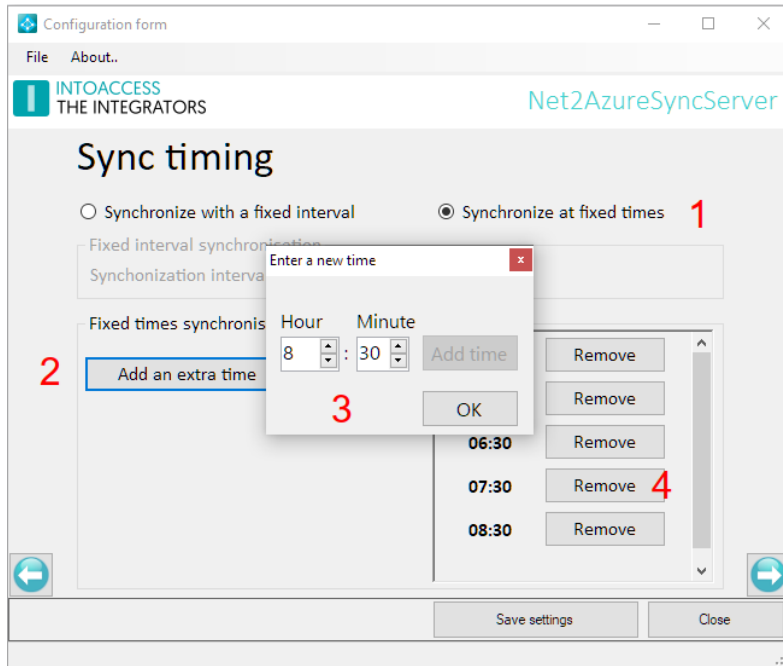 Configuration form
File About..
INTOACCESS
THE INTEGRATORS
Net2AzureSyncServer
Sync timing
Synchronize with a fixed interval
Synchronize at fixed times
1
Fixed interval synchronisation
Synchonization interva
Enter a new time
x
Hour Minute
8 : 30 Add time
OK
3
Fixed times synchronis
2
Add an extra time
Remove
Remove
06:30 Remove
07:30 Remove 4
08:30 Remove
Save settings Close